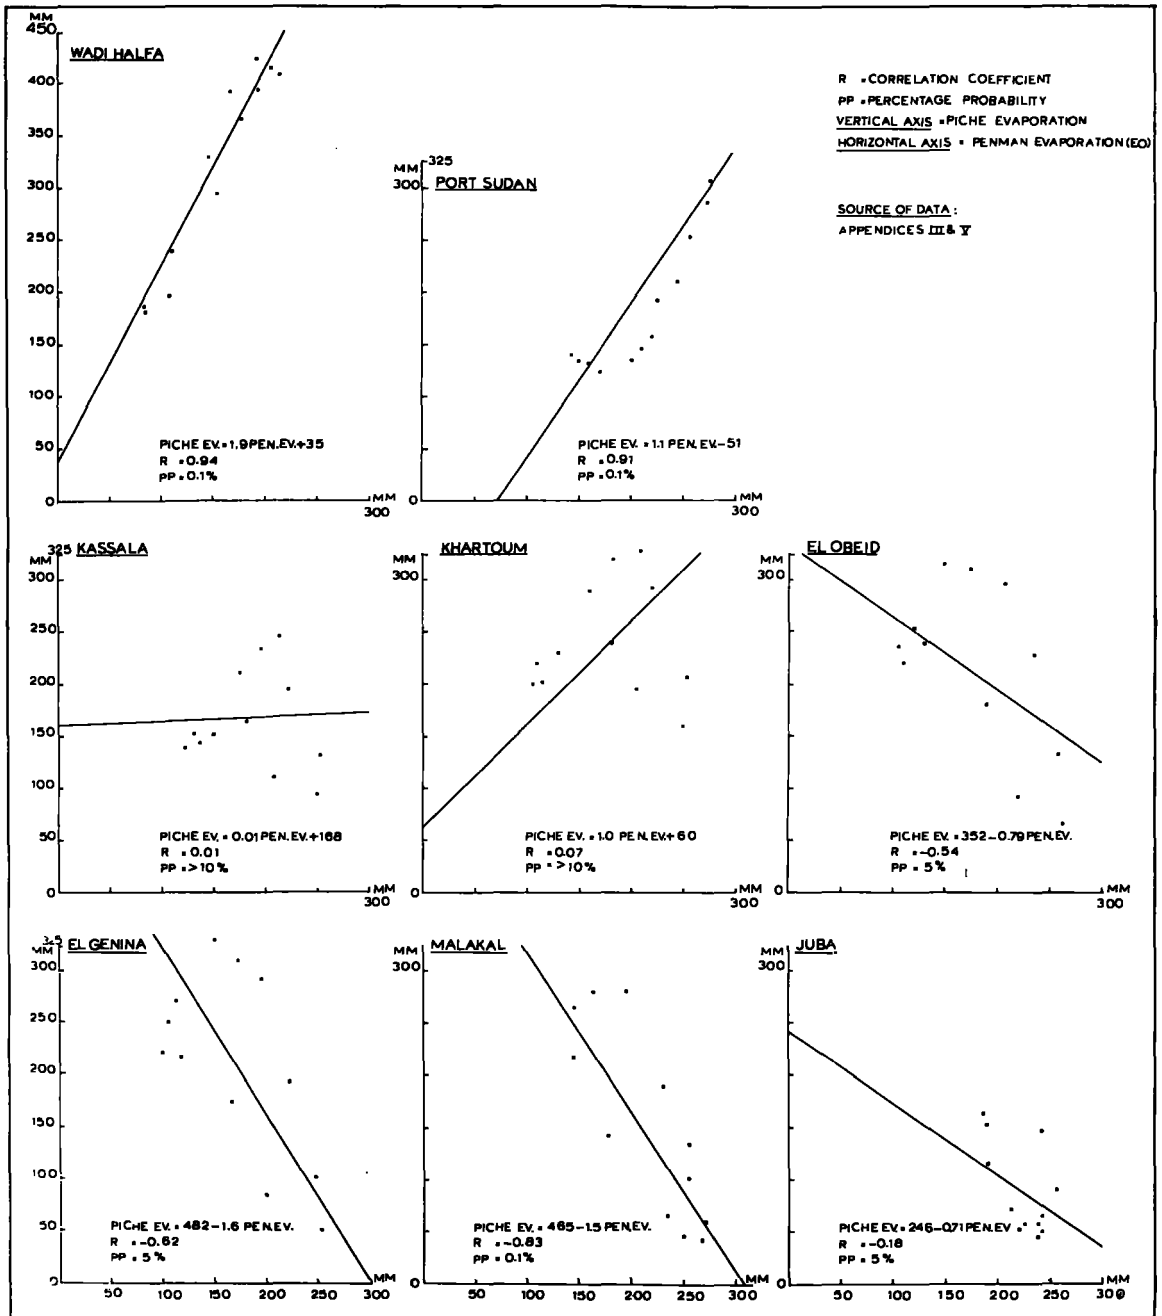 MM
450
WADI HALFA
400
350
300
250
200
150
100
50
0
MM
300
PICHE EV. = 1.9 PEN.EV.+35
R = 0.94
PP = 0.1%
MM 325
300
PORT SUDAN
0
MM
300
PICHE EV. = 1.1 PEN. EV-51
R = 0.91
PP = 0.1%
R = CORRELATION COEFFICIENT
PP = PERCENTAGE PROBABILITY
VERTICAL AXIS = PICHE EVAPORATION
HORIZONTAL AXIS = PENMAN EVAPORATION (EO)
SOURCE OF DATA :
APPENDICES III & V
325 KASSALA
MM
300
250
200
150
100
50
0
MM
300
PICHE EV. = 0.01 PEN.EV.+168
R = 0.01
PP = >10%
KHARTOUM
MM
300
0
MM
300
PICHE EV. = 1.0 PEN.EV+60
R = 0.07
PP = >10%
EL OBEID
MM
300
0
MM
300
PICHE EV. = 352-0.79 PEN.EV.
R = -0.54
PP = 5%
325 EL GENINA
MM
300
250
200
150
100
50
0
50 100 150 200 250 300
MM
PICHE EV. = 482-1.6 PEN.EV.
R = -0.62
PP = 5%
MALAKAL
MM
300
0
50 100 150 200 250 300
MM
PICHE EV. = 465-1.5 PEN.EV.
R = -0.83
PP = 0.1%
JUBA
MM
300
0
50 100 150 200 250 300
MM
PICHE EV. = 246-0.71 PEN.EV
R = -0.18
PP = 5%